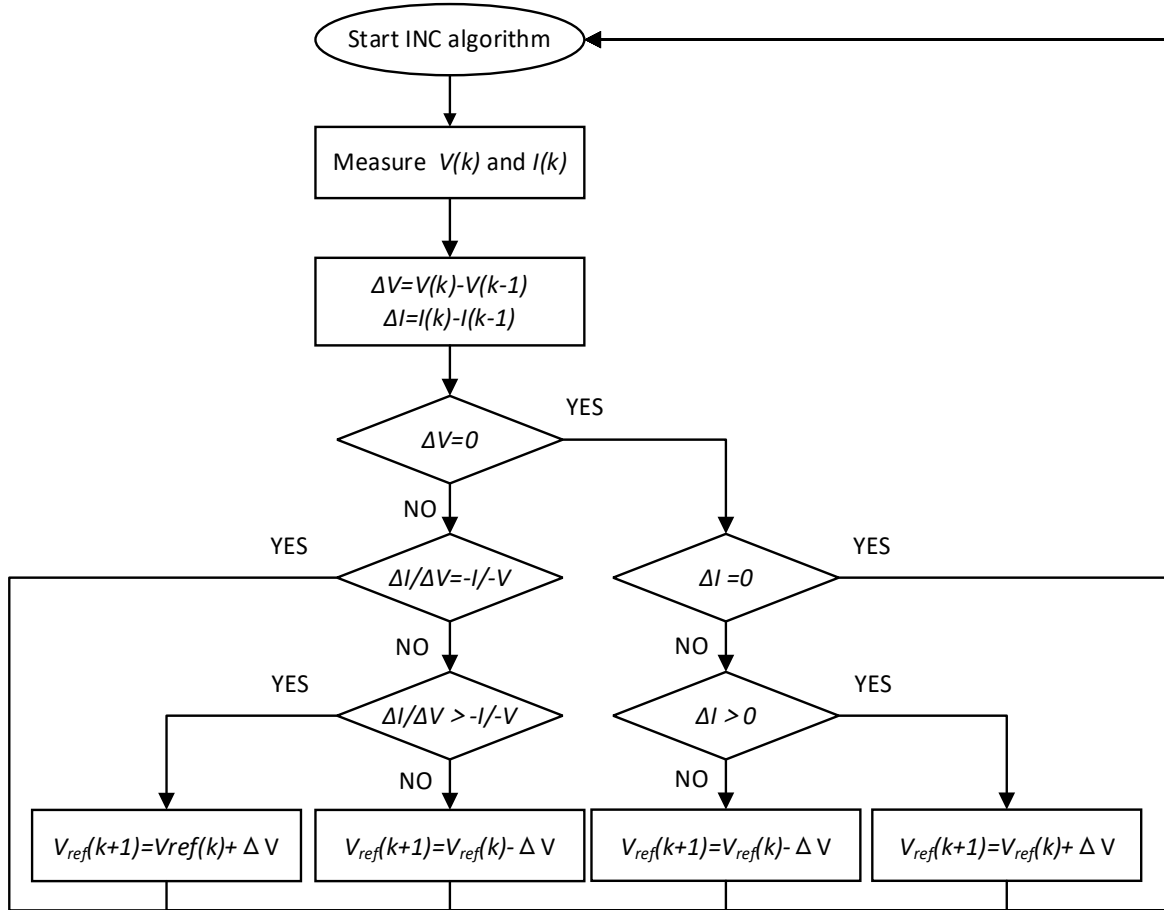 Start INC algorithm
Measure V(k) and I(k)
ΔV=V(k)-V(k-1)
ΔI=I(k)-I(k-1)
YES
ΔV=0
NO
YES
YES
ΔI/ΔV=-I/-V
ΔI =0
NO
NO
YES
YES
ΔI/ΔV > -I/-V
ΔI > 0
NO
NO
Vref(k+1)=Vref(k)+ Δ V
Vref(k+1)=Vref(k)- Δ V
Vref(k+1)=Vref(k)- Δ V
Vref(k+1)=Vref(k)+ Δ V